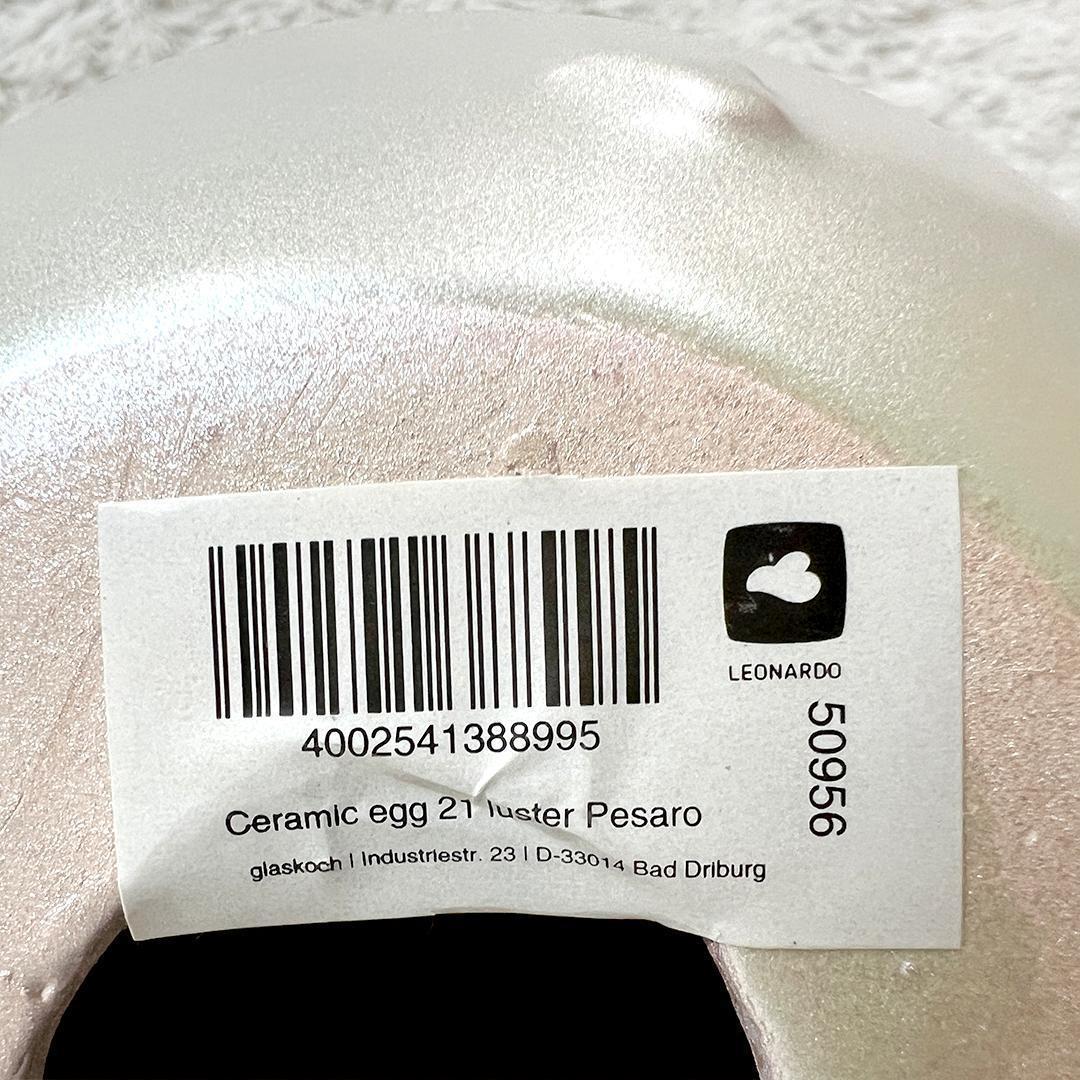 4002541388995
LEONARDO
50956
Ceramic egg 21 luster Pesaro
glaskoch | Industriestr. 23 | D-33014 Bad Driburg